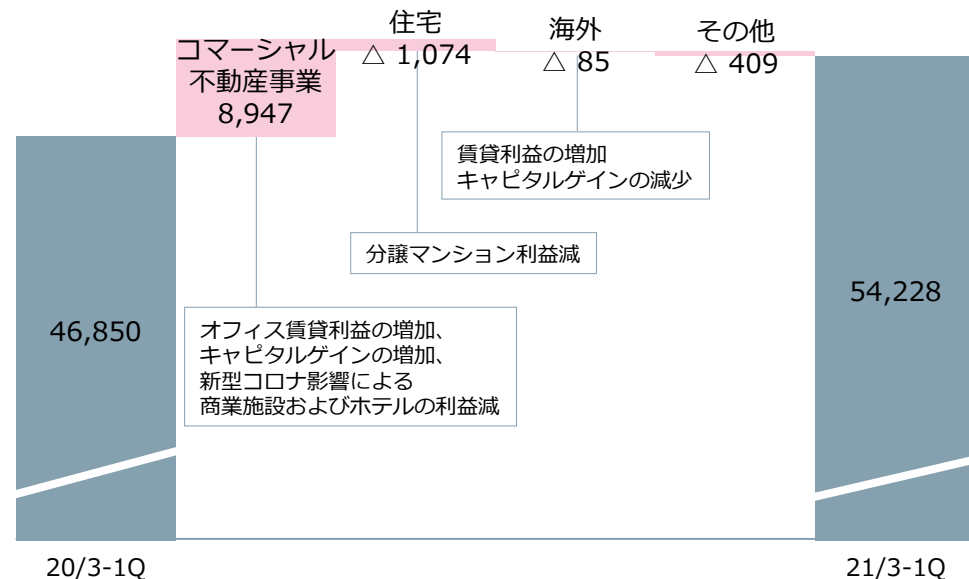 コマーシャル
不動産事業
8,947
住宅
△ 1,074
海外
△ 85
その他
△ 409
賃貸利益の増加
キャピタルゲインの減少
分譲マンション利益減
オフィス賃貸利益の増加、
キャピタルゲインの増加、
新型コロナ影響による
商業施設およびホテルの利益減
46,850
54,228
20/3-1Q
21/3-1Q